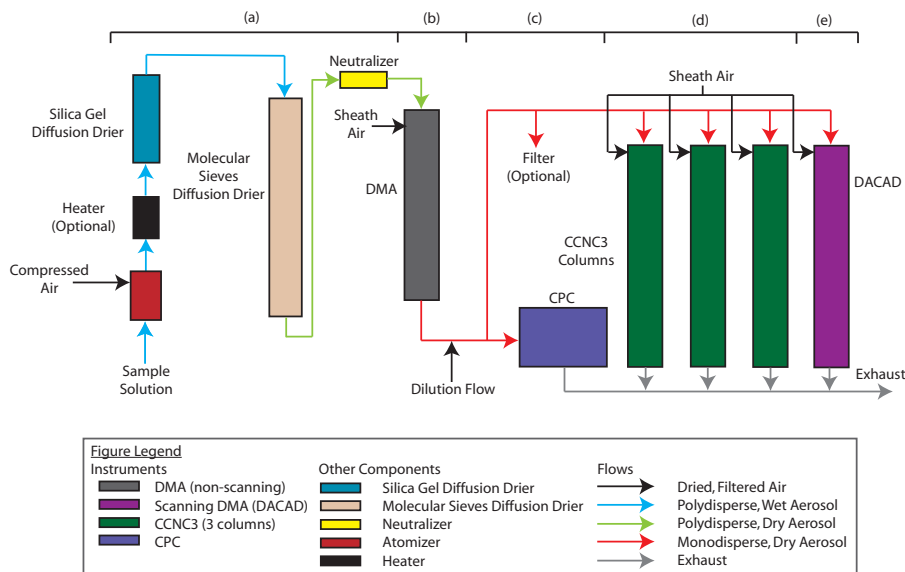 (a)
(b)
(c)
(d)
(e)
Neutralizer
Sheath Air
Silica Gel
Diffusion Drier
Sheath
Air
Molecular
Sieves
Diffusion Drier
Filter
(Optional)
DMA
DACAD
Heater
(Optional)
CCNC3
Columns
Compressed
Air
CPC
Sample
Solution
Dilution Flow
Exhaust
Figure Legend
Instruments
DMA (non-scanning)
Scanning DMA (DACAD)
CCNC3 (3 columns)
CPC
Other Components
Silica Gel Diffusion Drier
Molecular Sieves Diffusion Drier
Neutralizer
Atomizer
Heater
Flows
Dried, Filtered Air
Polydisperse, Wet Aerosol
Polydisperse, Dry Aerosol
Monodisperse, Dry Aerosol
Exhaust